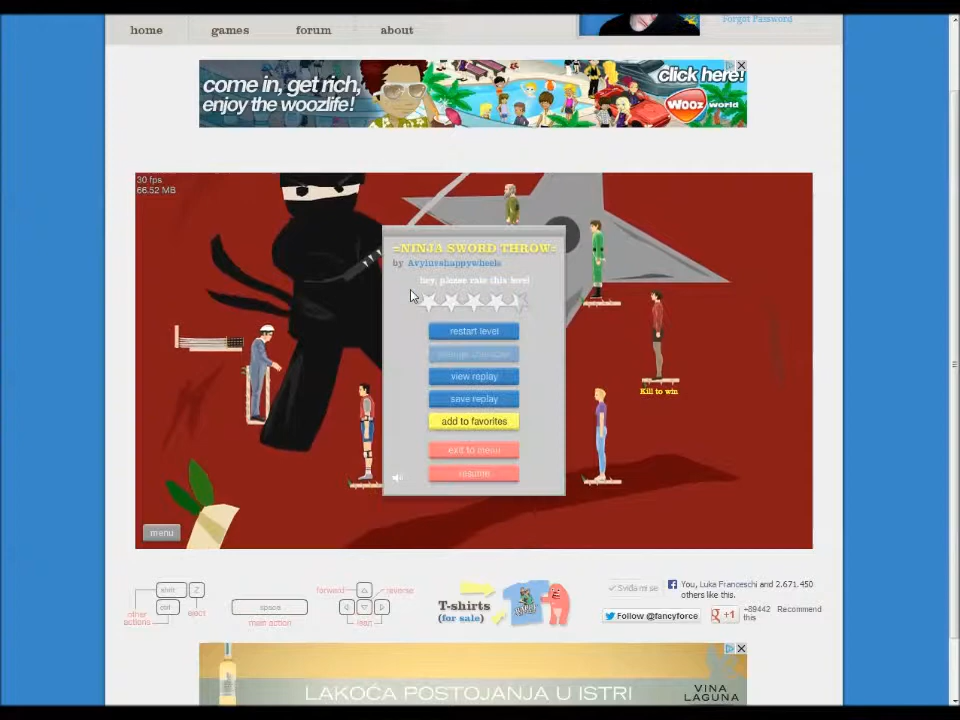 Forgot Password
home games forum about
come in, get rich,
enjoy the woozlife!
click here!
Wooz world
30 fps
66.52 MB
=NINJA SWORD THROW=
by Avyluvshappywheels
hey, please rate this level
restart level
change character
view replay
save replay
add to favorites
exit to menu
resume
Kill to win
menu
shift Z
ctrl
other
actions
eject
space
main action
forward
reverse
lean
T-shirts
(for sale)
Sviđa mi se
You, Luka Franceschi and 2.671.450
others like this.
Follow @fancyforce
+1
+89442 Recommend
this
LAKOĆA POSTOJANJA U ISTRI
VINA
LAGUNA